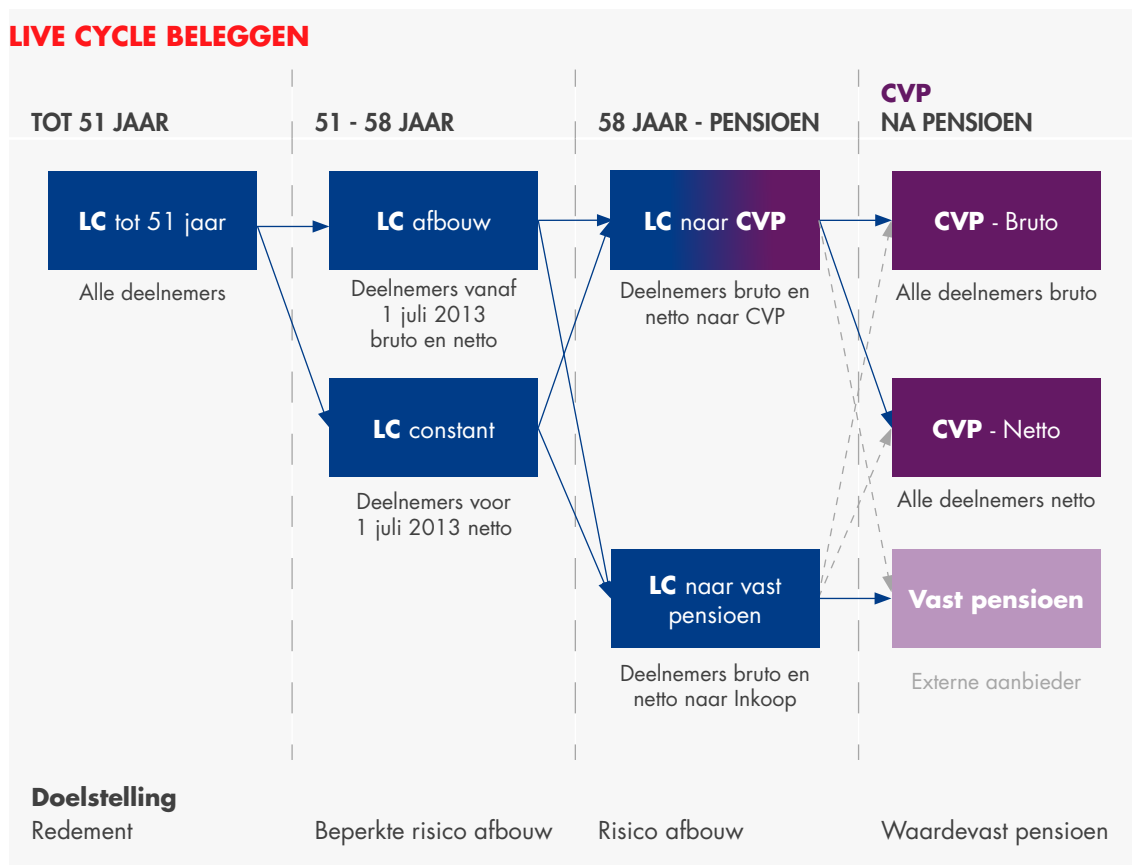 LIVE CYCLE BELEGGEN
TOT 51 JAAR
51 - 58 JAAR
58 JAAR - PENSIOEN
CVP
NA PENSIOEN
LC tot 51 jaar
Alle deelnemers
LC afbouw
Deelnemers vanaf
1 juli 2013
bruto en netto
LC naar CVP
Deelnemers bruto en
netto naar CVP
CVP - Bruto
Alle deelnemers bruto
LC constant
Deelnemers voor
1 juli 2013 netto
CVP - Netto
Alle deelnemers netto
LC naar vast
pensioen
Deelnemers bruto en
netto naar Inkoop
Vast pensioen
Externe aanbieder
Doelstelling
Redement
Beperkte risico afbouw
Risico afbouw
Waardevast pensioen